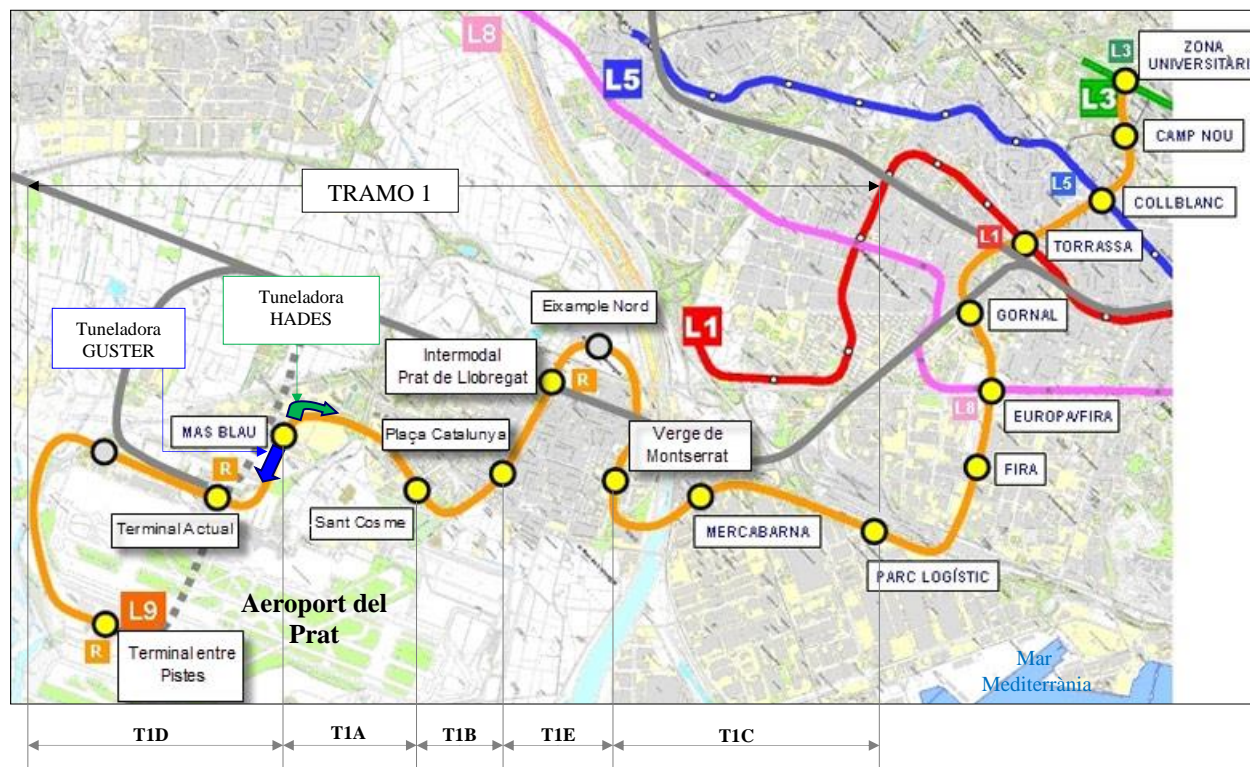 L8
L5
L3
ZONA
UNIVERSITÀRI
L3
CAMP NOU
L5
COLLBLANC
TRAMO 1
L1
TORRASSA
Tuneladora
HADES
Tuneladora
GUSTER
Eixample Nord
L1
GORNAL
Intermodal
Prat de Llobregat
R
L8
EUROPA/FIRA
MAS BLAU
Plaça Catalunya
Verge de
Montserrat
R
FIRA
Terminal Actual
Sant Cosme
MERCABARNA
PARC LOGÍSTIC
L9
Aeroport del
Prat
R
Terminal entre
Pistes
Mar
Mediterrània
T1D
T1A
T1B
T1E
T1C